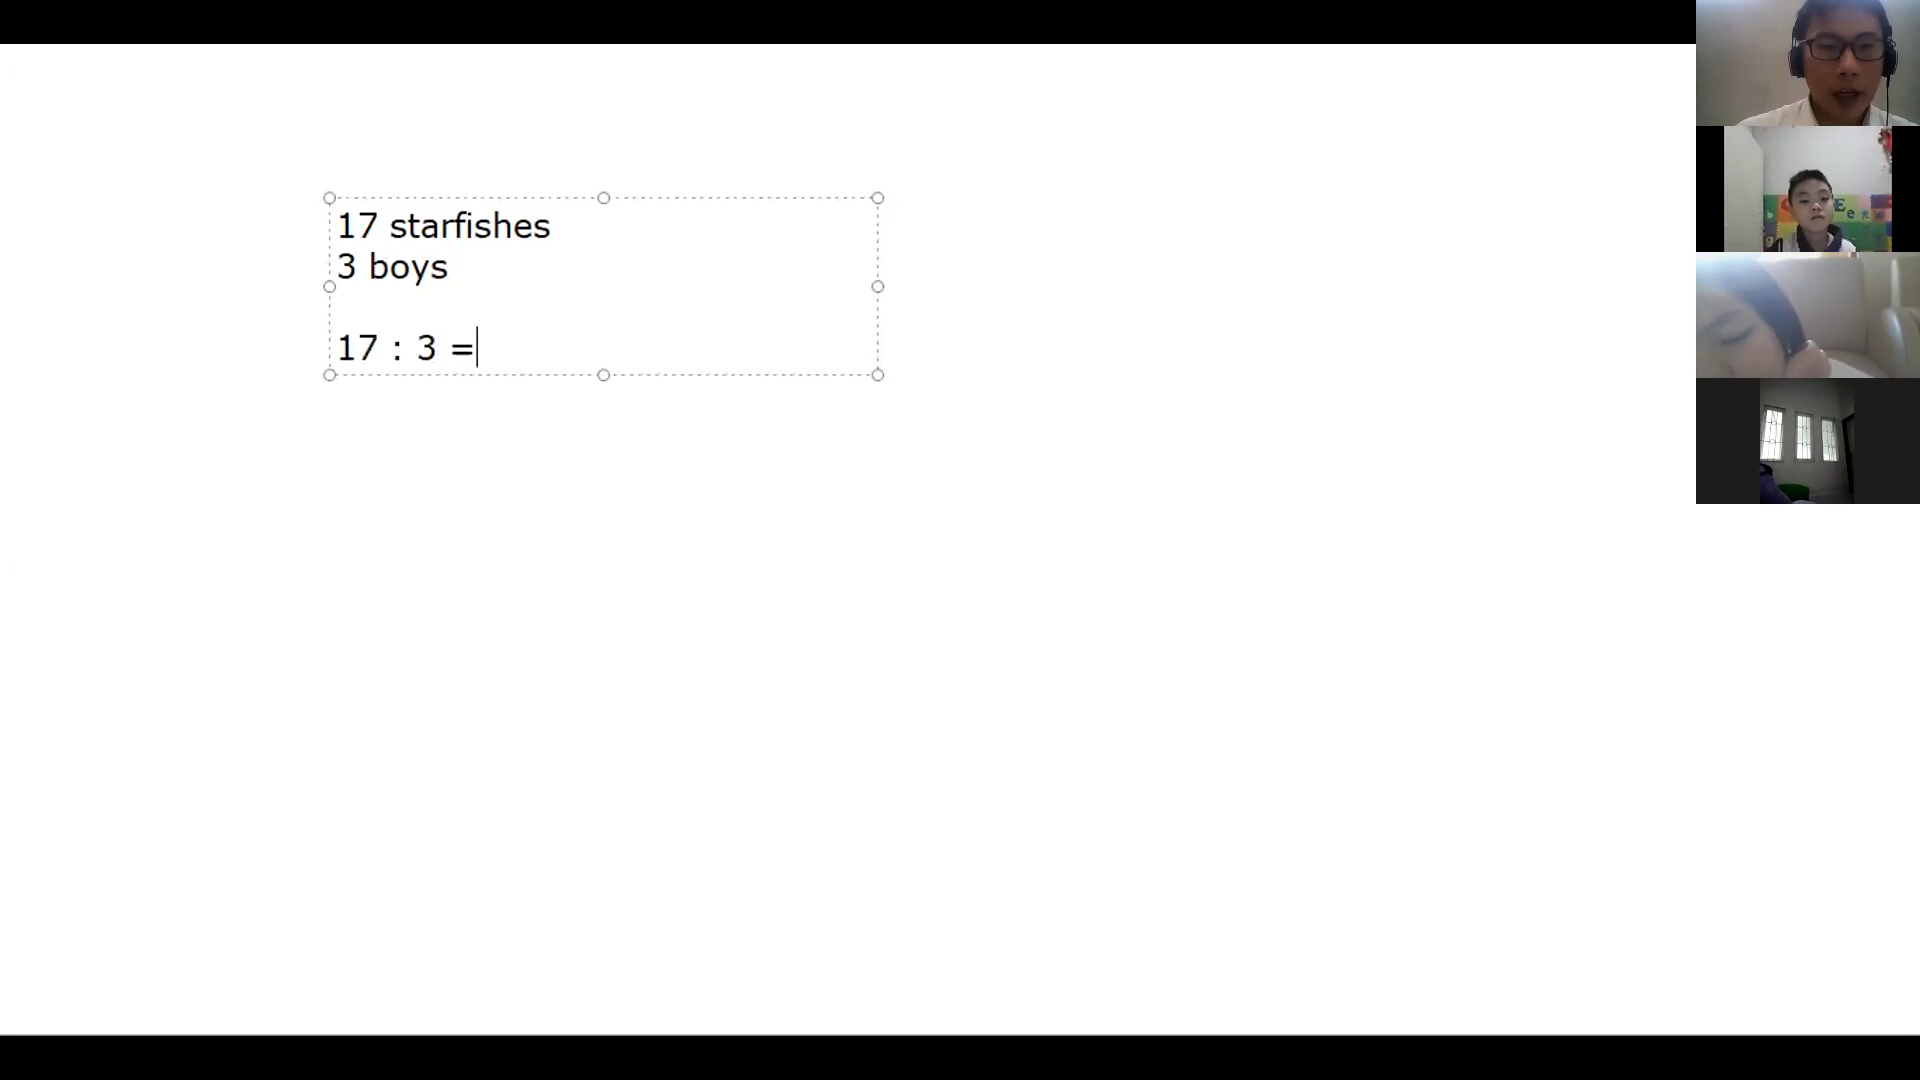 17 starfishes
3 boys
17 : 3 =